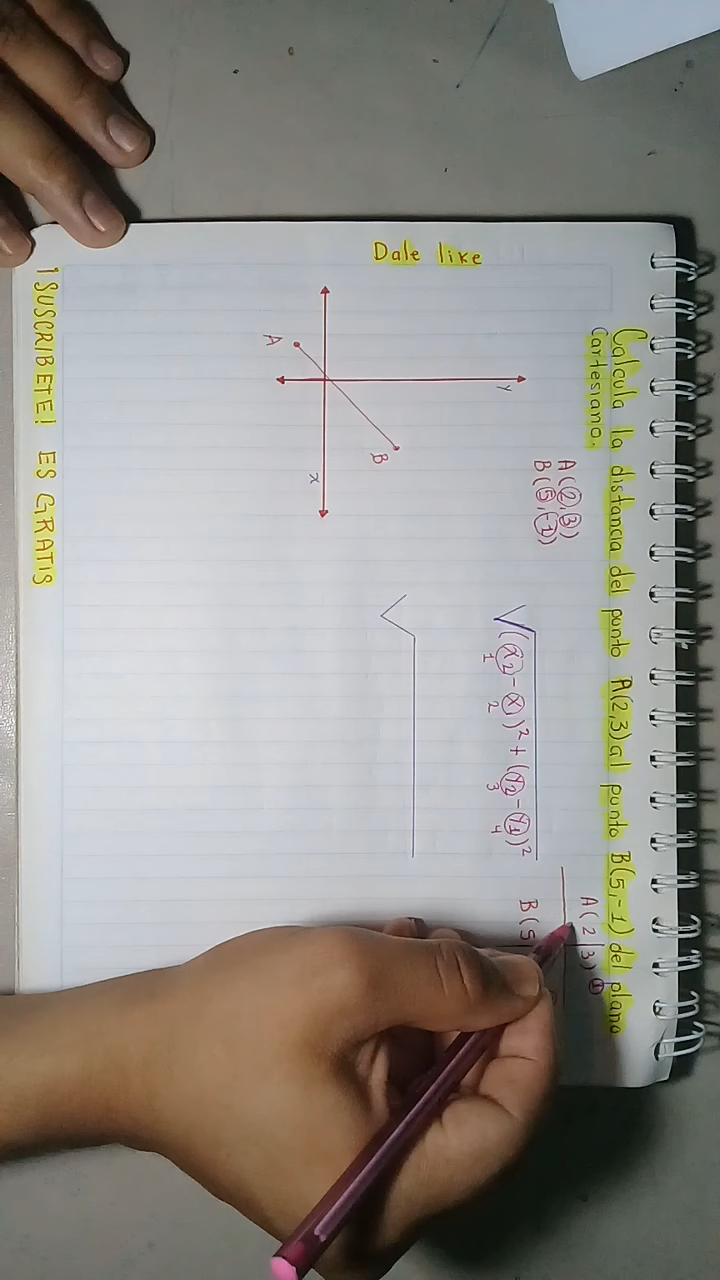 Calcula la distancia del punto A(2,3) al punto B(5,-1) del plano
Cartesiano.
A(2,3)
B(5,-1)
√(x2-x1)²+(y2-y1)²
1 2 3 4
A(2|3) 1
B(5|
y
x
A
B
Dale like
¡SUSCRIBETE! ES GRATIS